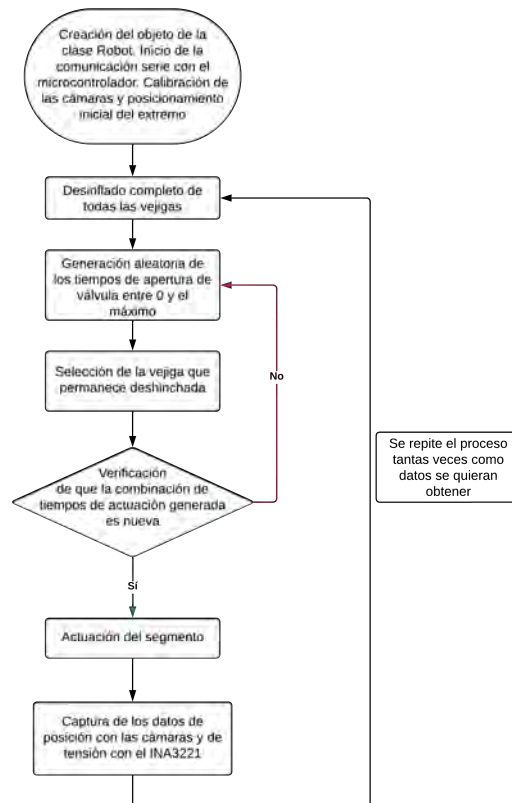 Creación del objeto de la
clase Robot. Inicio de la
comunicación serie con el
microcontrolador. Calibración de
las cámaras y posicionamiento
inicial del extremo
Desinflado completo de
todas las vejigas
Generación aleatoria de
los tiempos de apertura de
válvula entre 0 y el
máximo
Selección de la vejiga que
permanece deshinchada
No
Verificación
de que la combinación de
tiempos de actuación generada
es nueva
Se repite el proceso
tantas veces como
datos se quieran
obtener
Sí
Actuación del segmento
Captura de los datos de
posición con las cámaras y de
tensión con el INA3221